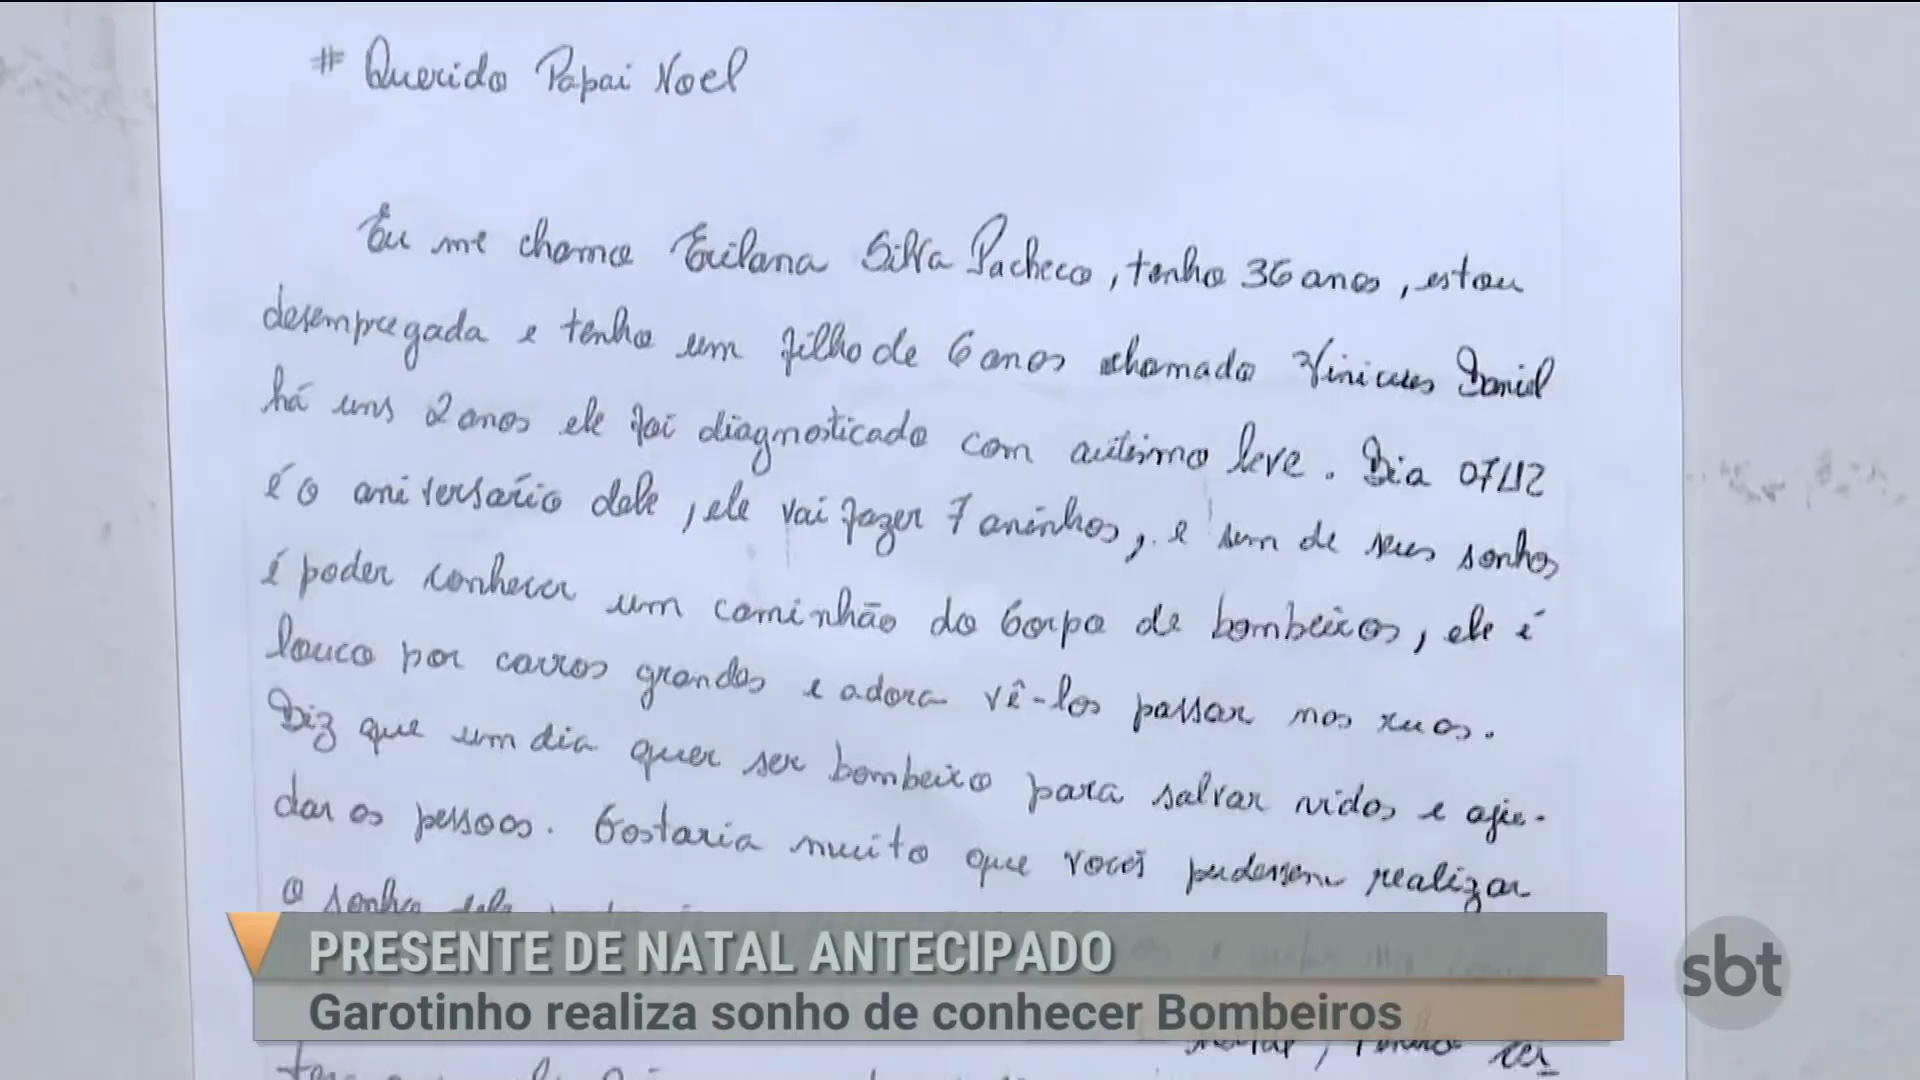 # Querido Papai Noel
Eu me chamo Erilana Silva Pacheco, tenho 36 anos, estou
desempregada e tenho um filho de 6 anos chamado Vinicius Daniel
há uns 2 anos ele foi diagnosticado com autismo leve. Dia 07/12
é o aniversário dele, ele vai fazer 7 aninhos, e um de seus sonhos
é poder conhecer um caminhão do Corpo de bombeiros, ele é
louco por carros grandes e adora vê-los passar nas ruas.
Diz que um dia quer ser bombeiro para salvar vidas e aju-
dar as pessoas. Gostaria muito que vocês pudessem realizar
o sonho dele
PRESENTE DE NATAL ANTECIPADO
Garotinho realiza sonho de conhecer Bombeiros
sbt